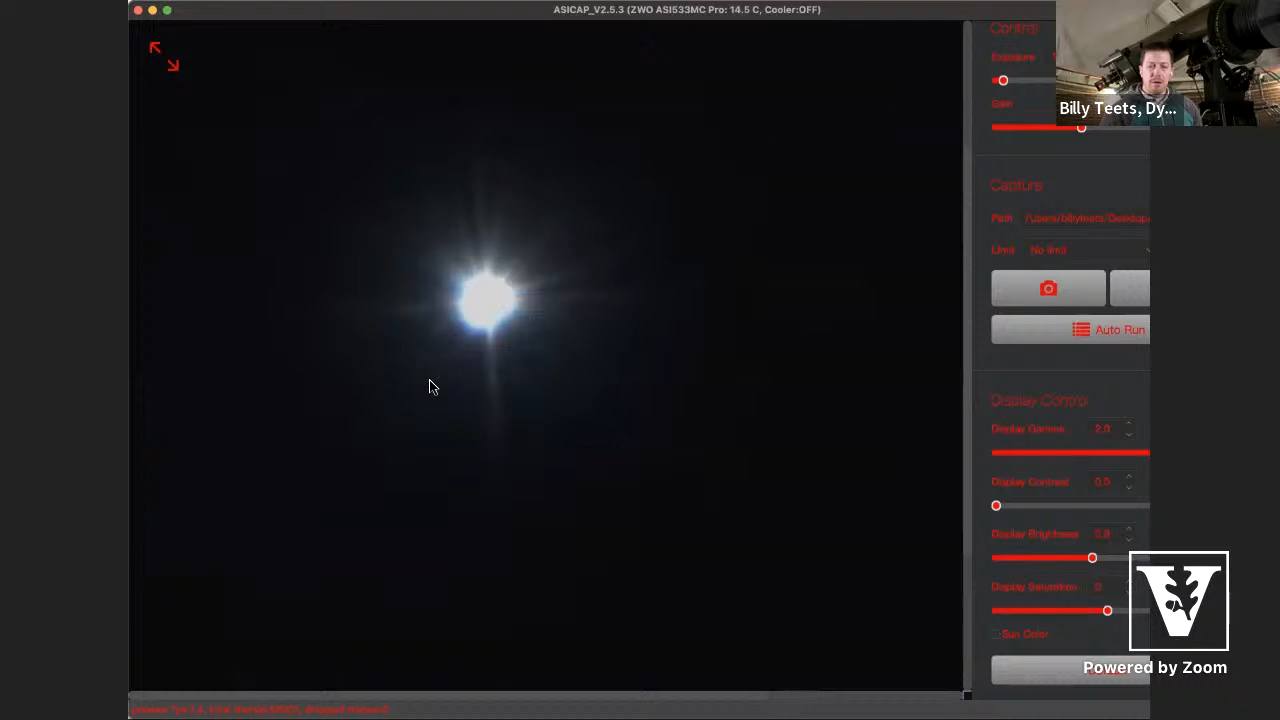 ASICAP_V2.5.3 (ZWO ASI533MC Pro: 14.5 C, Cooler:OFF)
Control
Exposure
Gain
Billy Teets, Dy...
Capture
Path /Users/billyteets/Desktop
Limit No limit
Auto Run
Display Control
Display Gamma 2.0
Display Contrast 0.0
Display Brightness
Display Saturation 0
Sun Color
V
Powered by Zoom